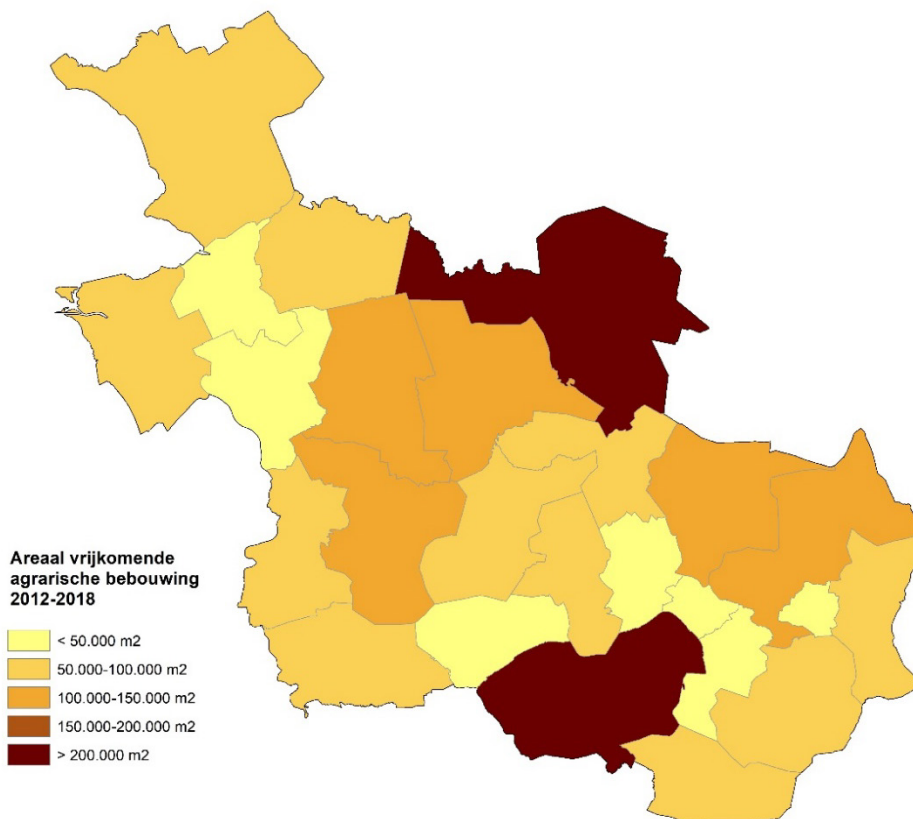 Areaal vrijkomende
agrarische bebouwing
2012-2018
< 50.000 m2
50.000-100.000 m2
100.000-150.000 m2
150.000-200.000 m2
> 200.000 m2